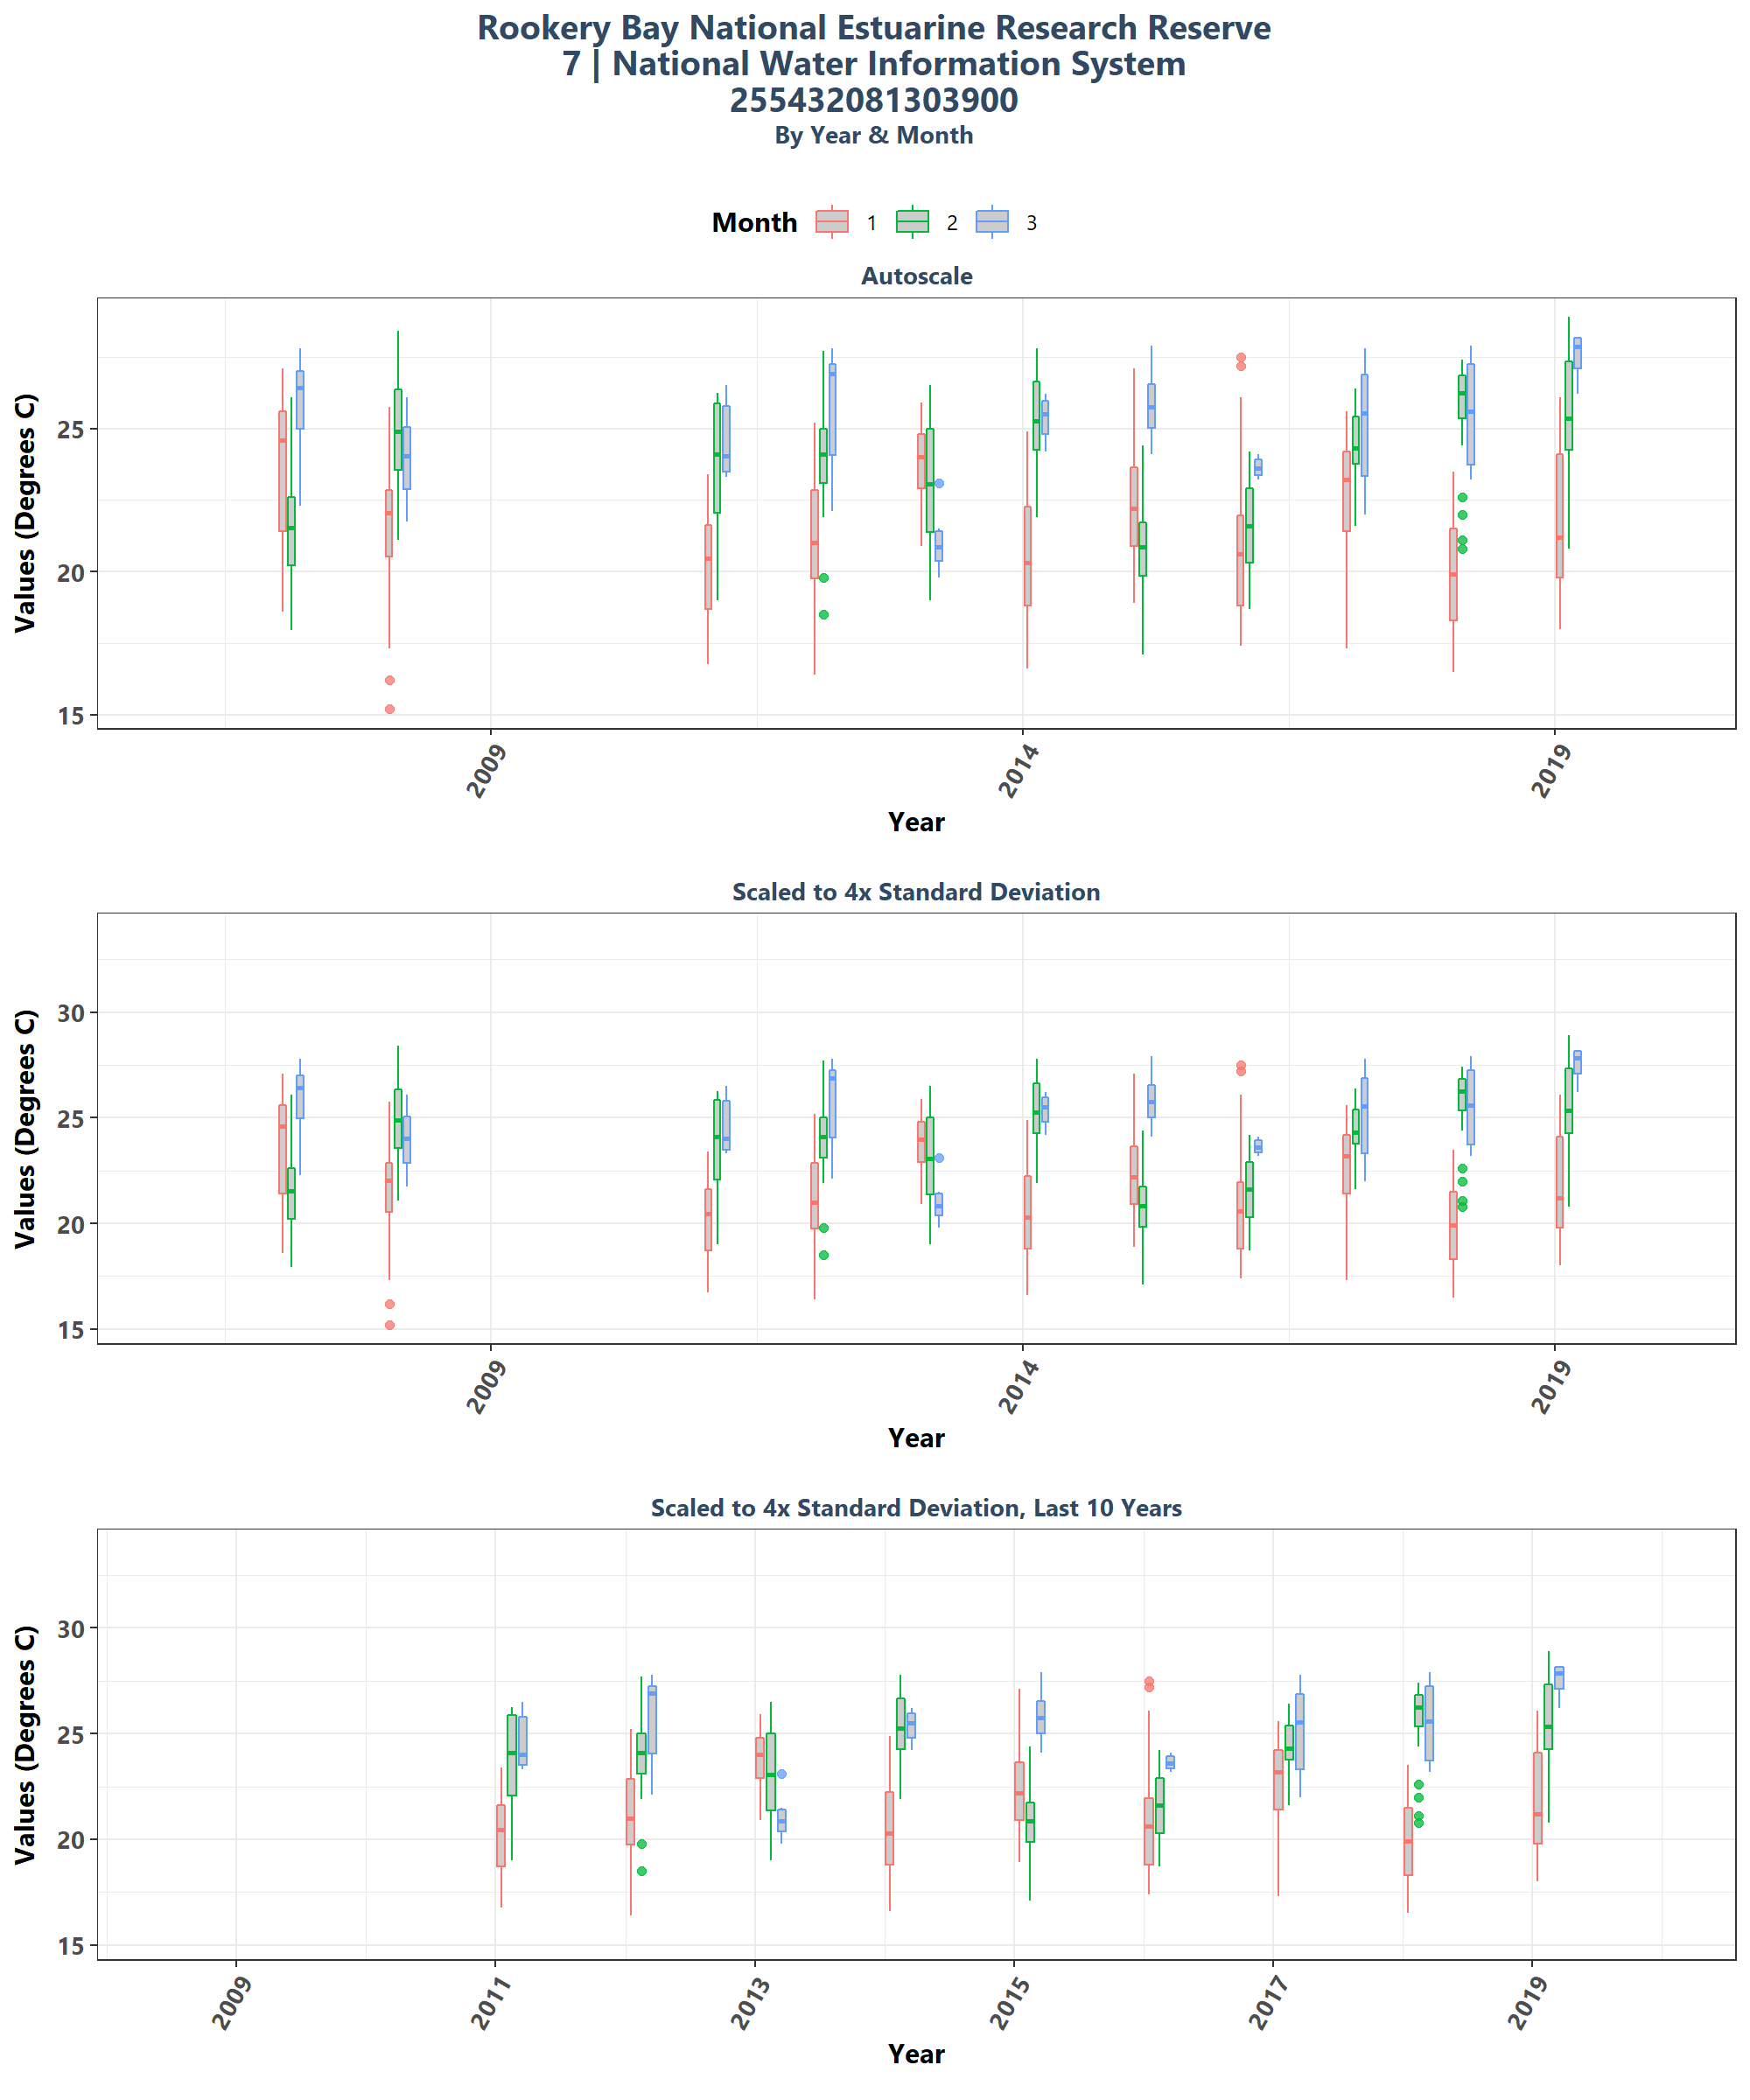 Rookery Bay National Estuarine Research Reserve
7 | National Water Information System
255432081303900
By Year & Month
Month 1 2 3
Autoscale
Values (Degrees C)
25
20
15
2009 2014 2019
Year
Scaled to 4x Standard Deviation
Values (Degrees C)
30
25
20
15
2009 2014 2019
Year
Scaled to 4x Standard Deviation, Last 10 Years
Values (Degrees C)
30
25
20
15
2009 2011 2013 2015 2017 2019
Year